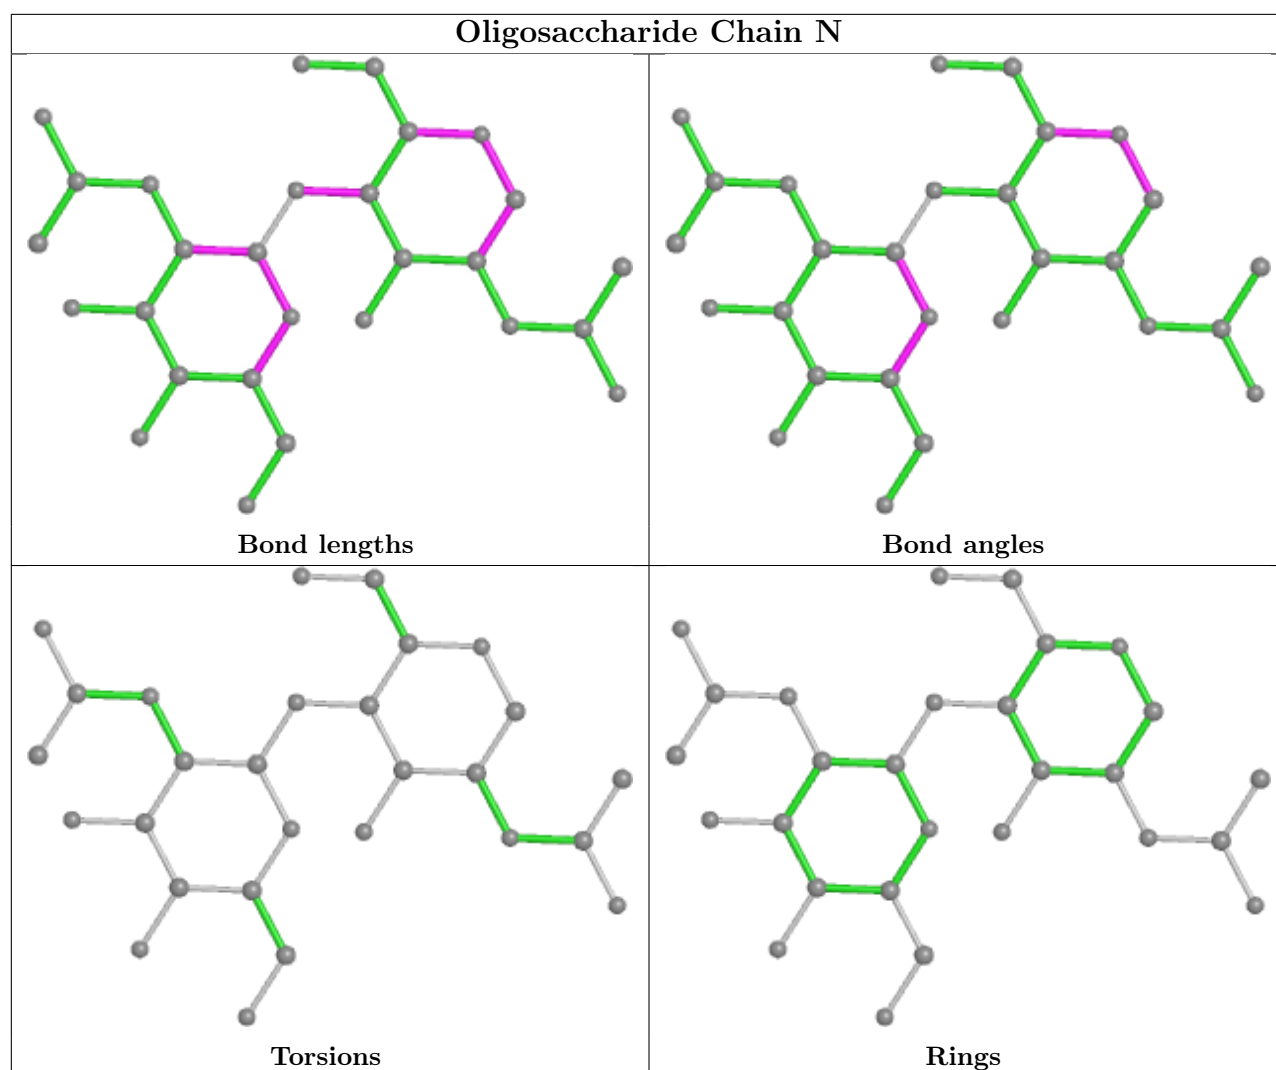 Oligosaccharide Chain N
Bond lengths
Bond angles
Torsions
Rings